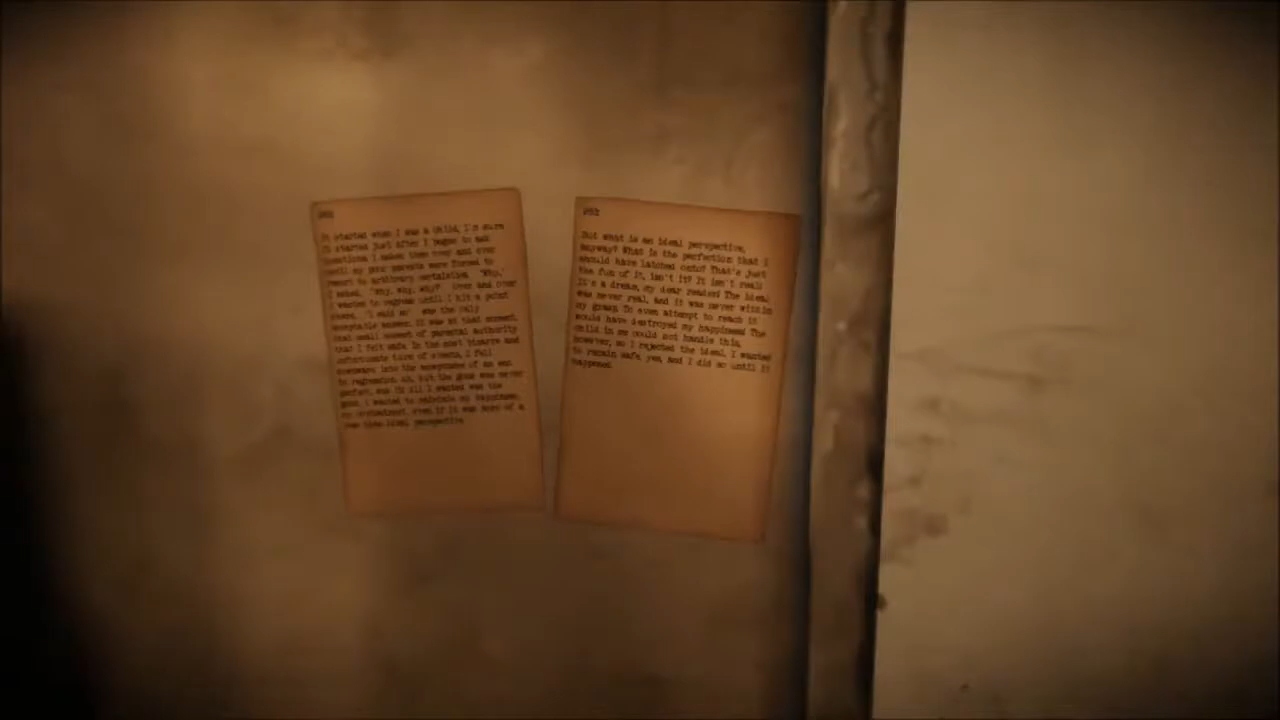 It started when I was a child, I'm sure
It started just after I began to ask
questions I asked them over and over
until my poor parents were forced to
resort to arbitrary certainties. "Why,"
I asked, "why, why, why?" Over and over
I wanted to regress until I hit a point
where, "I said so" was the only
acceptable answer. It was at that moment,
that small moment of parental authority
that I felt safe. In the most bizarre and
unfortunate turn of events, I fell
into the acceptance of an end
to regression. Ah, but the goal was never
perfect, was it? All I wanted was the
goal. I wanted to maintain my happiness,
my contentment, even if it was more of a
less than ideal perspective
252
But what is an ideal perspective,
anyway? What is the perfection that I
should have latched onto? That's just
the fun of it, isn't it? It isn't real!
It's a dream, my dear reader! The ideal
was never real, and it was never within
my grasp. To even attempt to reach it
would have destroyed my happiness! The
child in me could not handle this,
however, so I rejected the ideal. I wanted
to remain safe, yes, and I did so until it
happened.